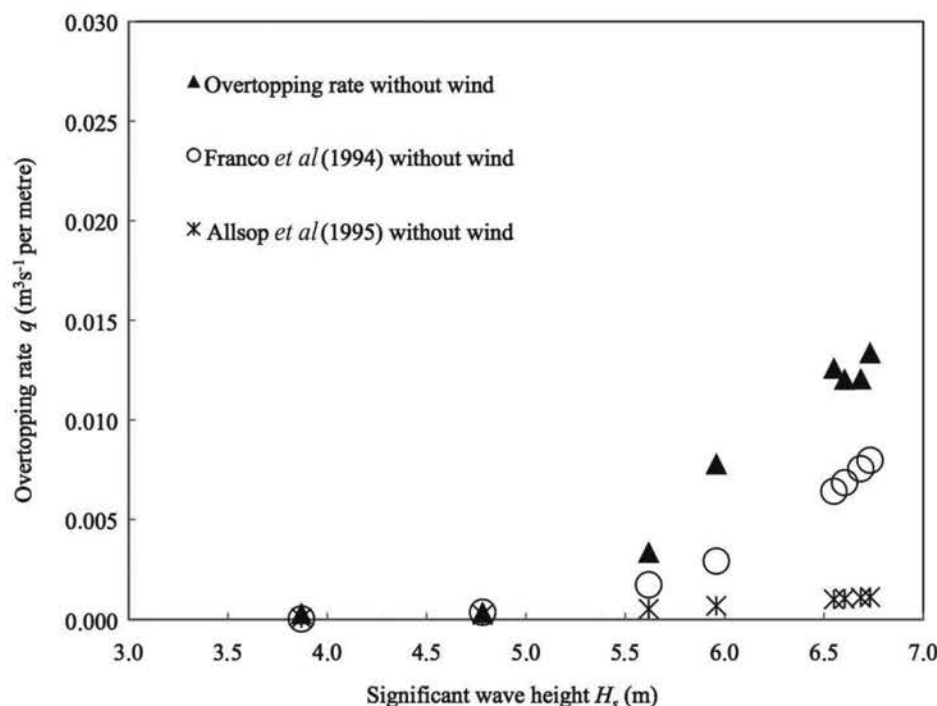 0.030
0.025
0.020
0.015
0.010
0.005
0.000
Overtopping rate q (m³s⁻¹ per metre)
▲ Overtopping rate without wind
○ Franco et al (1994) without wind
Allsop et al (1995) without wind
3.0 3.5 4.0 4.5 5.0 5.5 6.0 6.5 7.0
Significant wave height Hₛ (m)